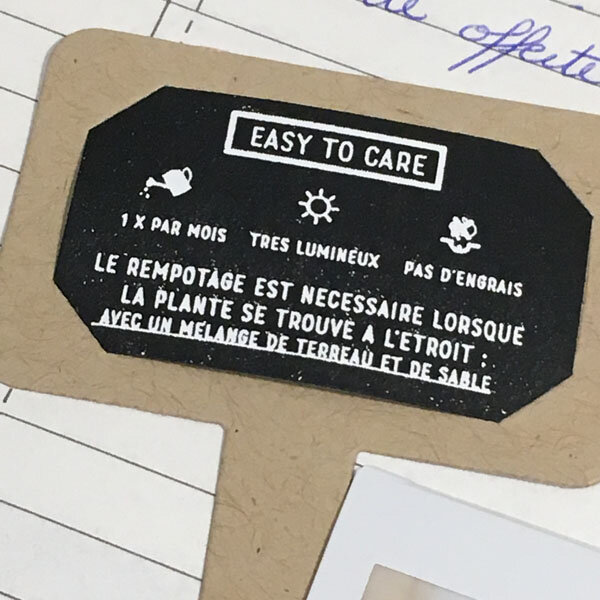 offerte
EASY TO CARE
1 X PAR MOIS
TRES LUMINEUX
PAS D'ENGRAIS
LE REMPOTAGE EST NECESSAIRE LORSQUE
LA PLANTE SE TROUVE A L'ETROIT :
AVEC UN MELANGE DE TERREAU ET DE SABLE